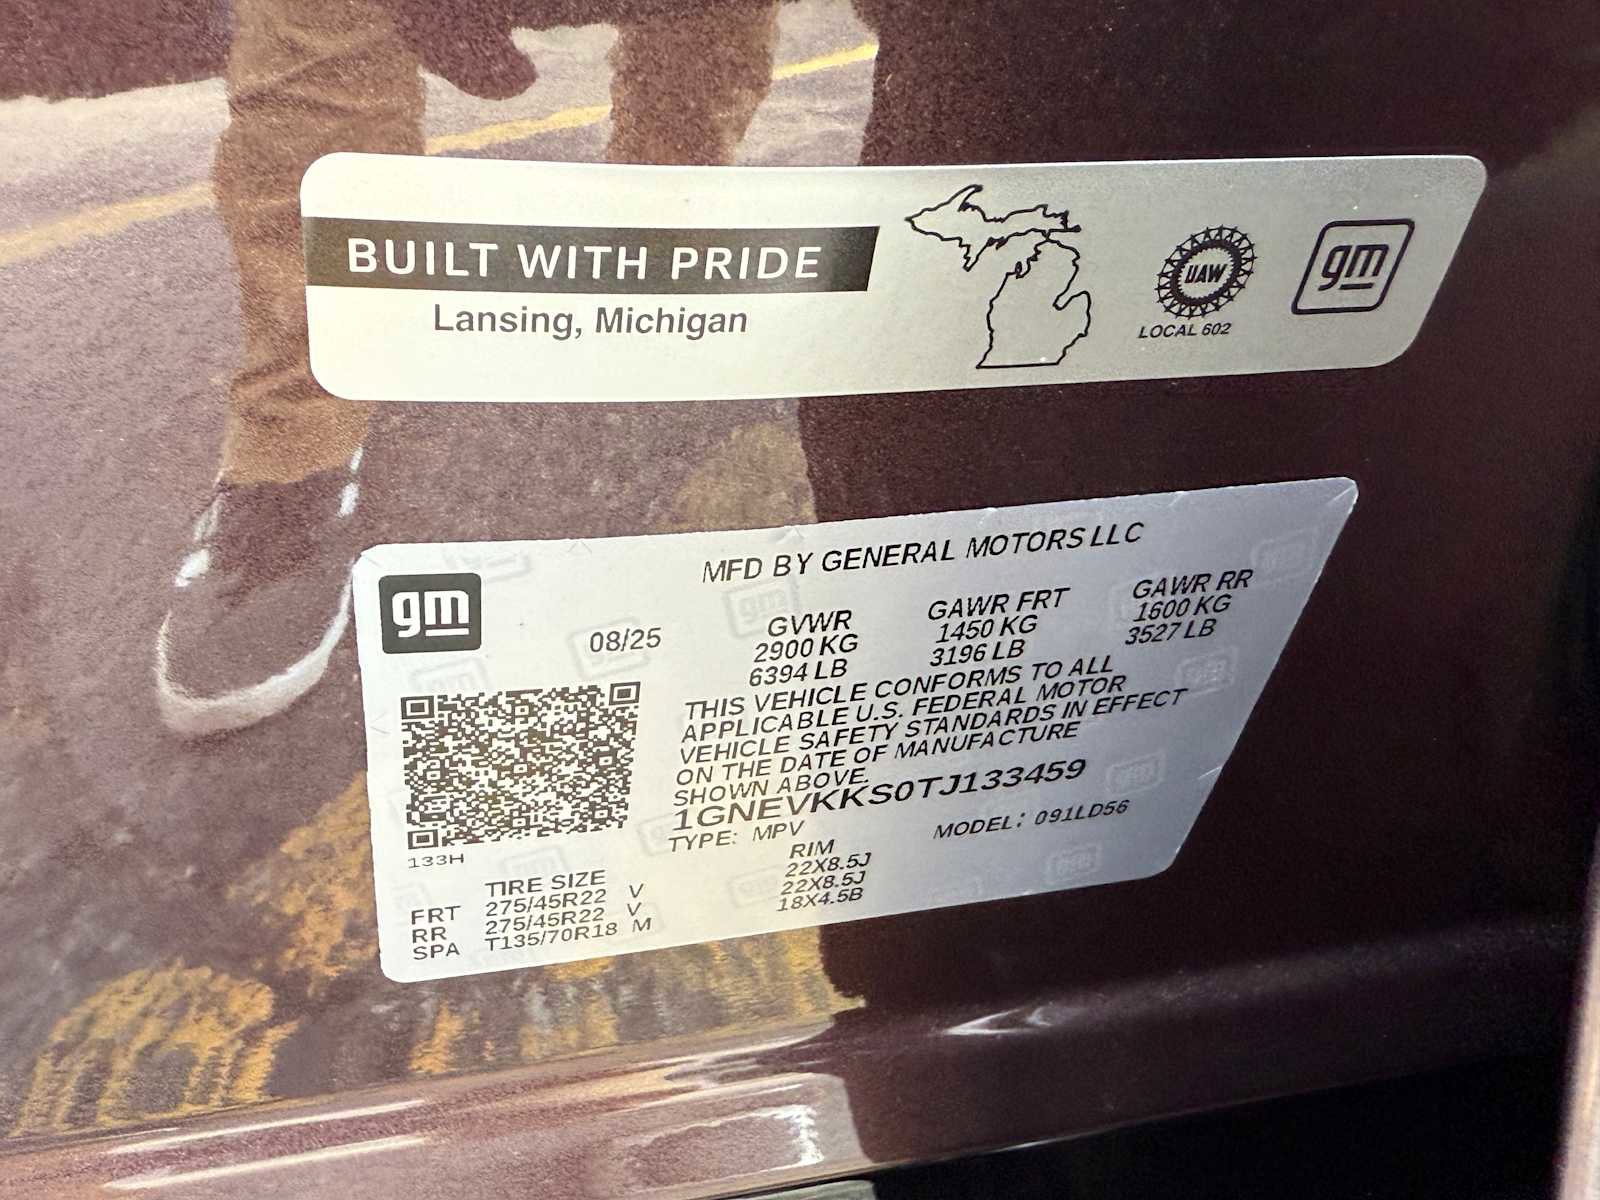 BUILT WITH PRIDE
Lansing, Michigan
UAW
LOCAL 602
gm
gm
MFD BY GENERAL MOTORS LLC
08/25
GVWR GAWR FRT GAWR RR
2900 KG 1450 KG 1600 KG
6394 LB 3196 LB 3527 LB
THIS VEHICLE CONFORMS TO ALL
APPLICABLE U.S. FEDERAL MOTOR
VEHICLE SAFETY STANDARDS IN EFFECT
ON THE DATE OF MANUFACTURE
SHOWN ABOVE.
1GNEVKKS0TJ133459
TYPE: MPV MODEL: 091LD56
133H
TIRE SIZE RIM
FRT 275/45R22 V 22X8.5J
RR 275/45R22 V 22X8.5J
SPA T135/70R18 M 18X4.5B